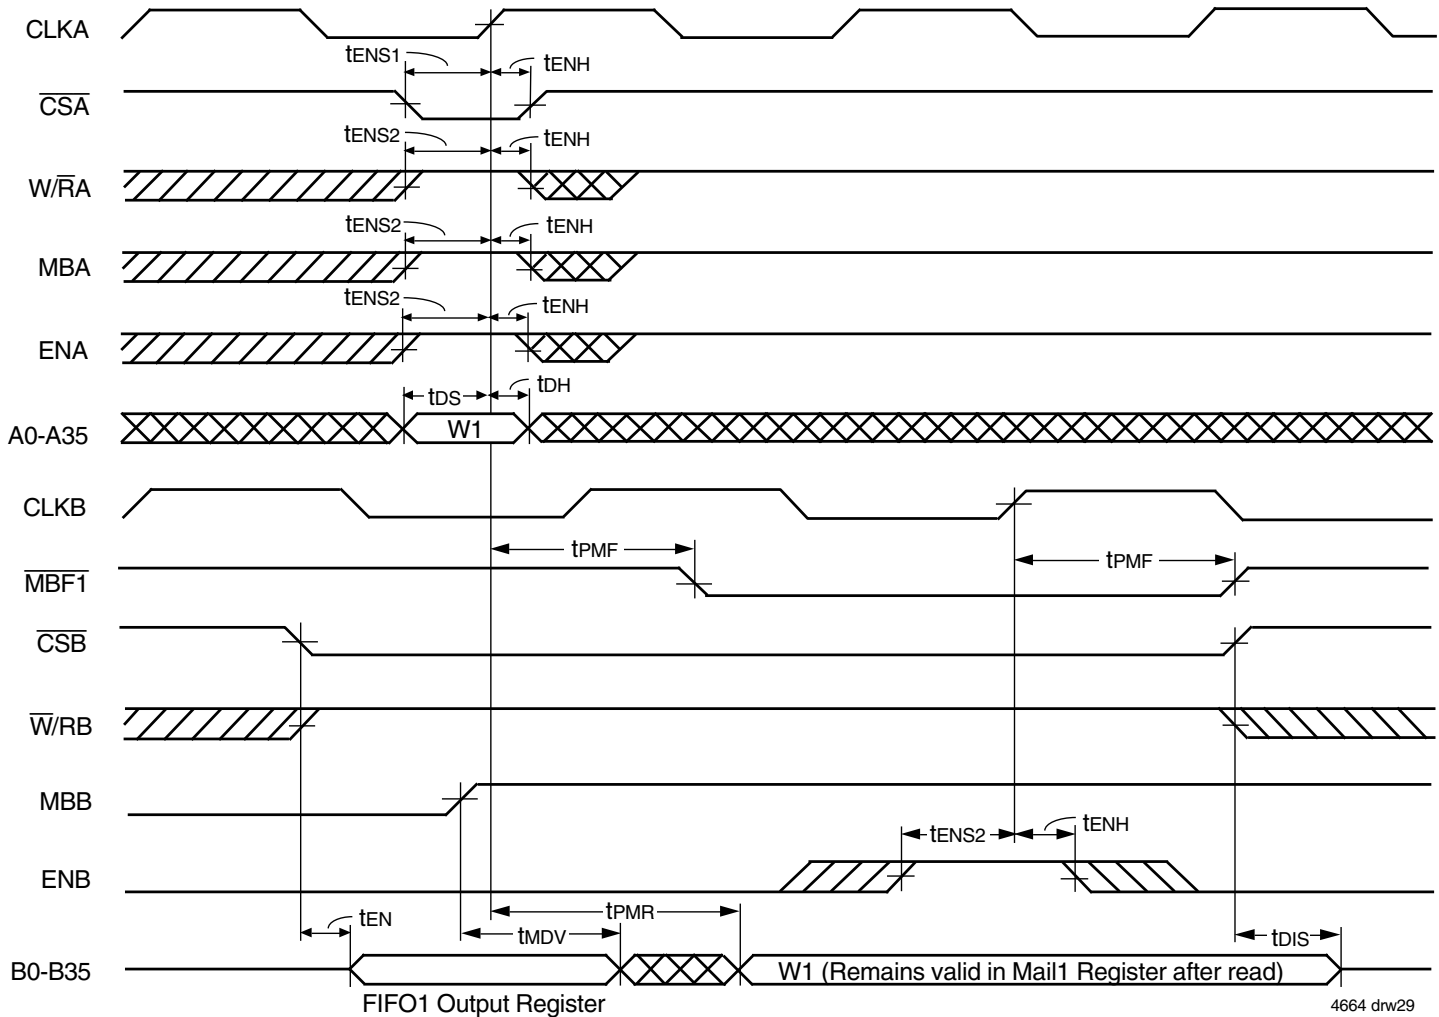 CLKA
tENS1
tENH
CSA
tENS2
tENH
W/RA
tENS2
tENH
MBA
tENS2
tENH
ENA
tDS
tDH
A0-A35
W1
CLKB
tPMF
tPMF
MBF1
CSB
W/RB
MBB
tENS2
tENH
ENB
tEN
tMDV
tPMR
tDIS
B0-B35
W1 (Remains valid in Mail1 Register after read)
FIFO1 Output Register
4664 drw29